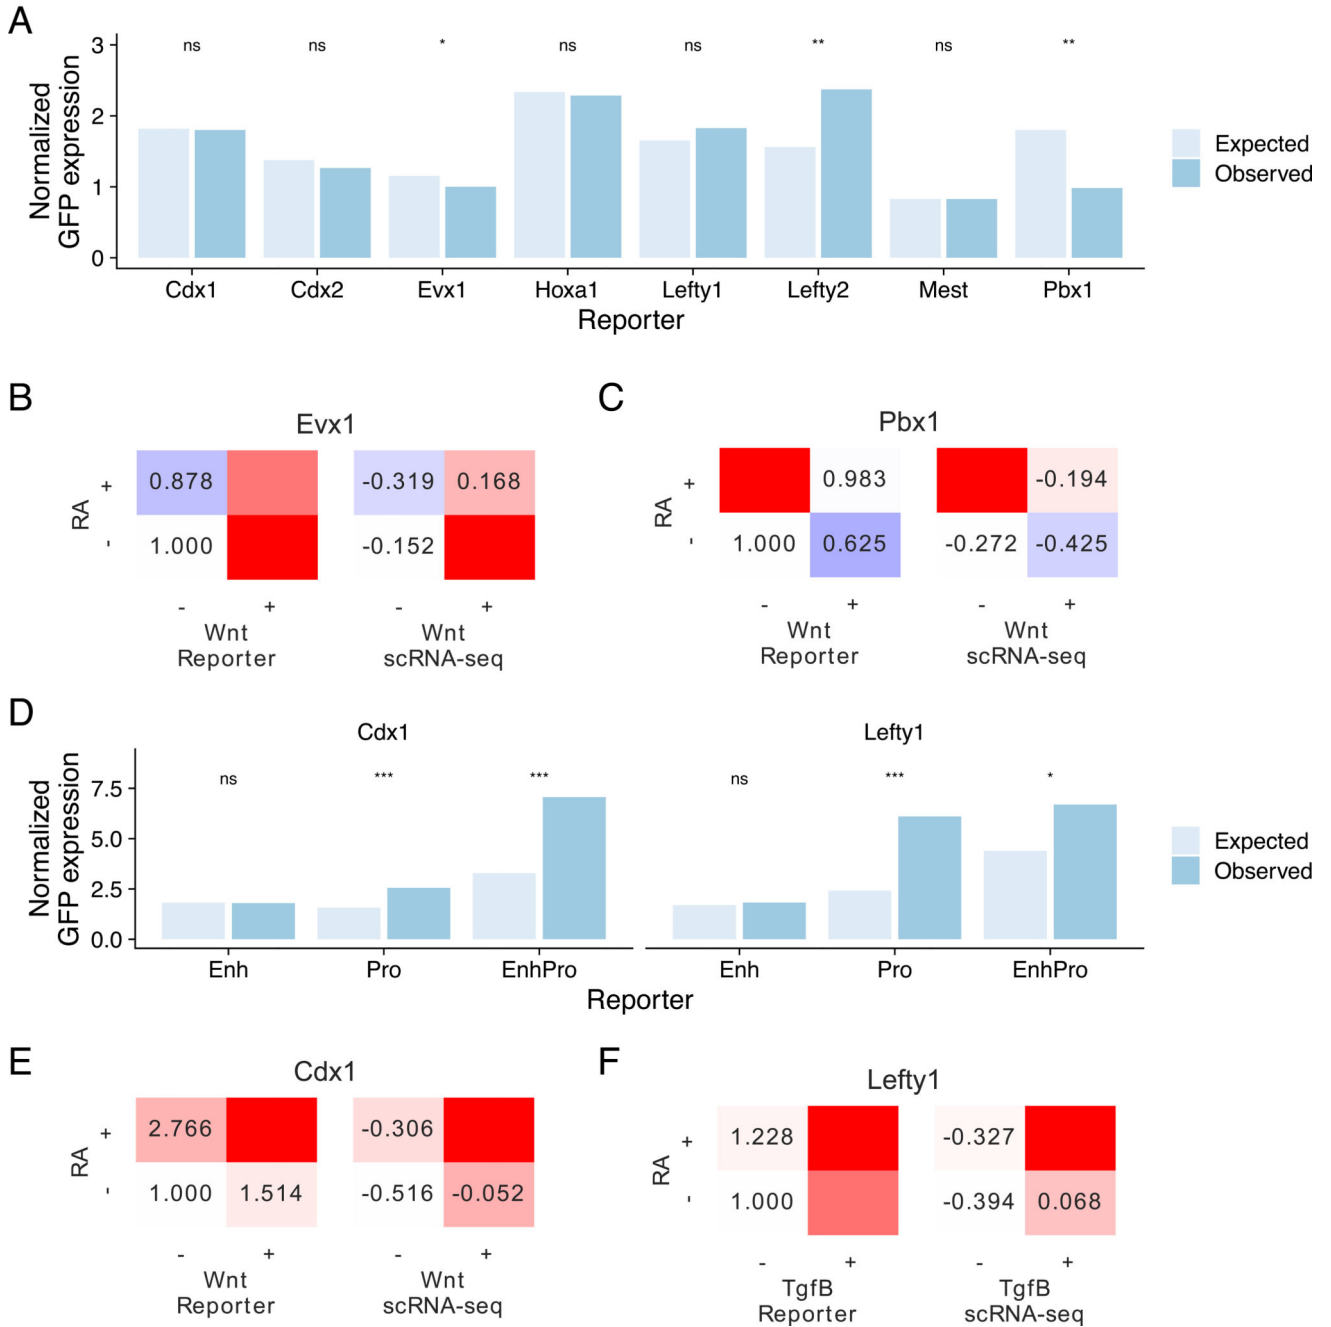 A
Normalized
GFP expression
3
2
1
0
ns
ns
*
ns
ns
**
ns
**
Cdx1
Cdx2
Evx1
Hoxa1
Lefty1
Lefty2
Mest
Pbx1
Reporter
Expected
Observed
B
Evx1
RA
+
-
0.878
1.000
-0.319
0.168
-0.152
-
+
Wnt
Reporter
-
+
Wnt
scRNA-seq
C
Pbx1
RA
+
-
0.983
1.000
0.625
-0.194
-0.272
-0.425
-
+
Wnt
Reporter
-
+
Wnt
scRNA-seq
D
Normalized
GFP expression
7.5
5.0
2.5
0.0
Cdx1
ns
***
***
Enh
Pro
EnhPro
Lefty1
ns
***
*
Enh
Pro
EnhPro
Reporter
Expected
Observed
E
Cdx1
RA
+
-
2.766
1.000
1.514
-0.306
-0.516
-0.052
-
+
Wnt
Reporter
-
+
Wnt
scRNA-seq
F
Lefty1
RA
+
-
1.228
1.000
-0.327
-0.394
0.068
-
+
TgfB
Reporter
-
+
TgfB
scRNA-seq